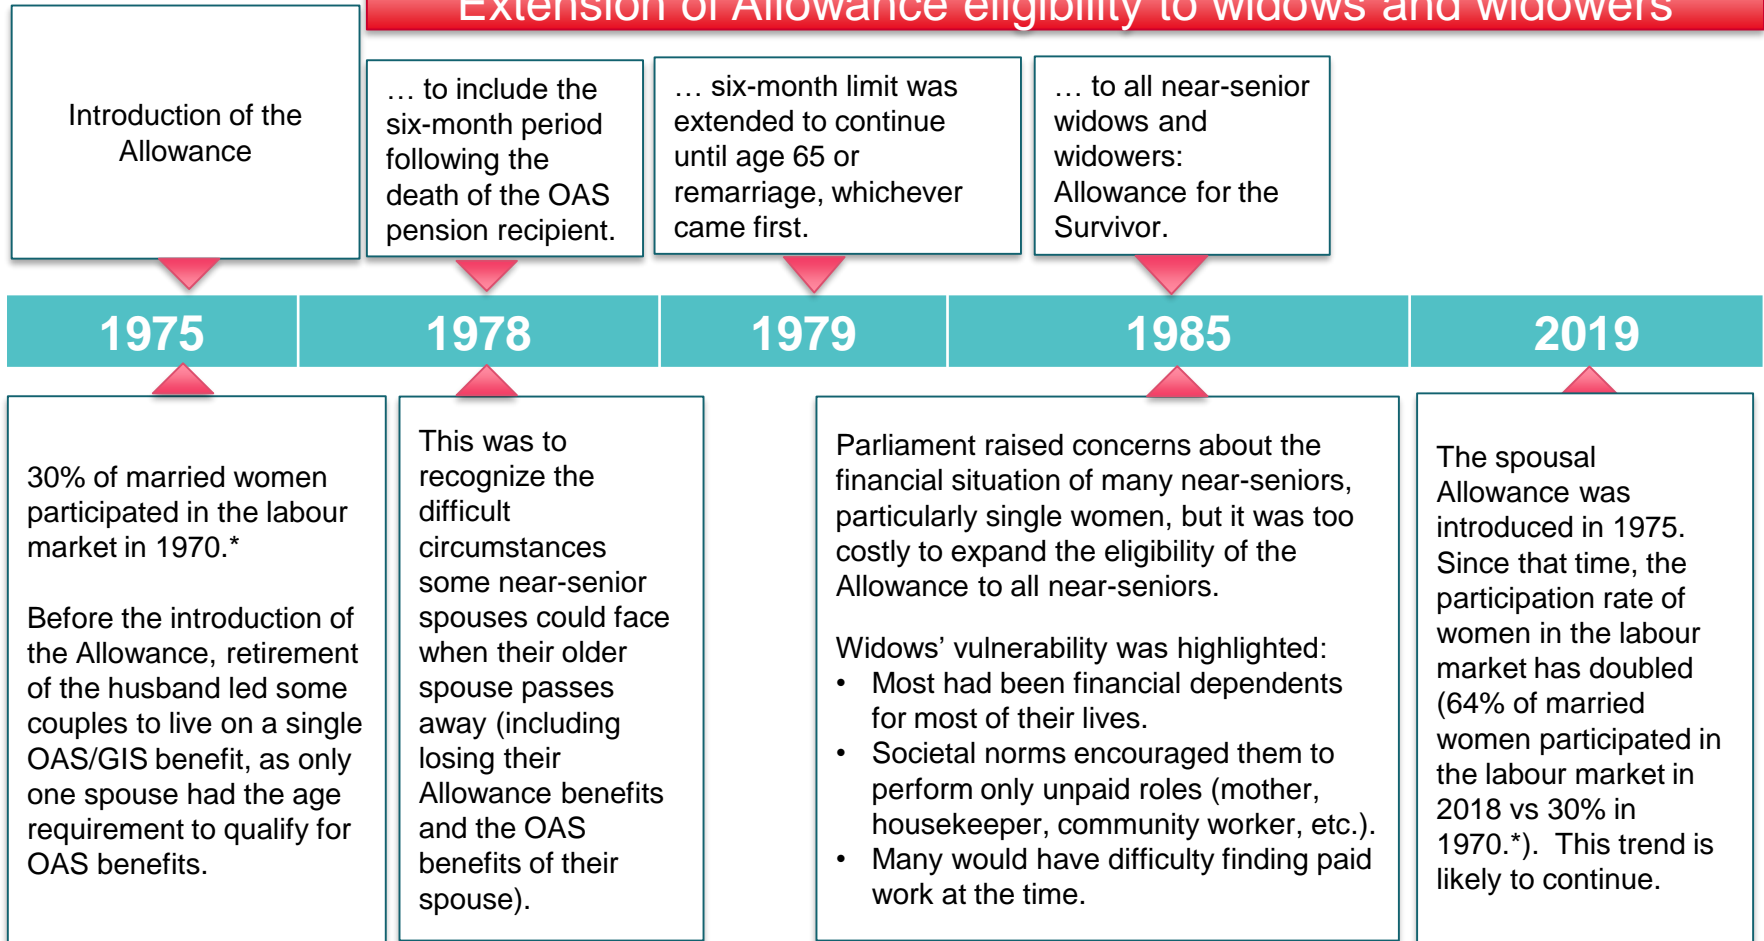 Extension of Allowance eligibility to widows and widowers
Introduction of the
Allowance
… to include the
six-month period
following the
death of the OAS
pension recipient.
… six-month limit was
extended to continue
until age 65 or
remarriage, whichever
came first.
… to all near-senior
widows and
widowers:
Allowance for the
Survivor.
1975
1978
1979
1985
2019
30% of married women
participated in the labour
market in 1970.*
Before the introduction of
the Allowance, retirement
of the husband led some
couples to live on a single
OAS/GIS benefit, as only
one spouse had the age
requirement to qualify for
OAS benefits.
This was to
recognize the
difficult
circumstances
some near-senior
spouses could face
when their older
spouse passes
away (including
losing their
Allowance benefits
and the OAS
benefits of their
spouse).
Parliament raised concerns about the
financial situation of many near-seniors,
particularly single women, but it was too
costly to expand the eligibility of the
Allowance to all near-seniors.
Widows’ vulnerability was highlighted:
• Most had been financial dependents
for most of their lives.
• Societal norms encouraged them to
perform only unpaid roles (mother,
housekeeper, community worker, etc.).
• Many would have difficulty finding paid
work at the time.
The spousal
Allowance was
introduced in 1975.
Since that time, the
participation rate of
women in the labour
market has doubled
(64% of married
women participated in
the labour market in
2018 vs 30% in
1970.*).  This trend is
likely to continue.